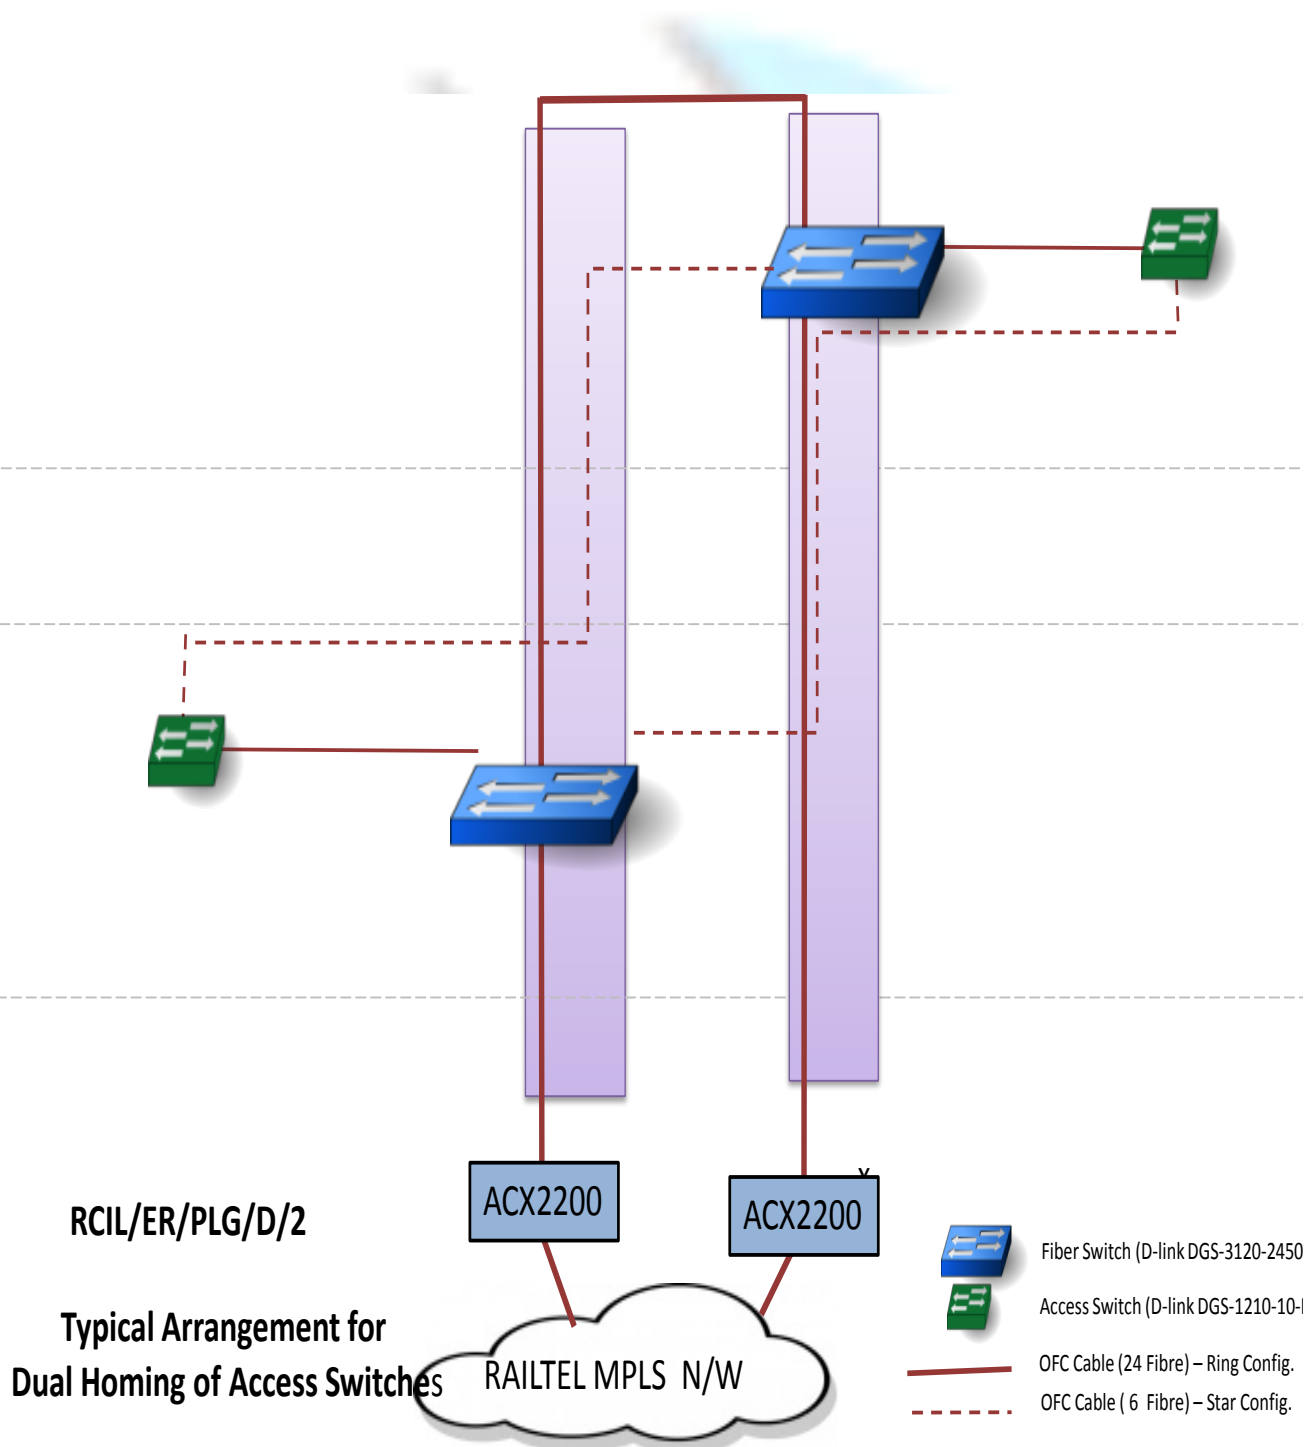 ACX2200
ACX2200
RCIL/ER/PLG/D/2
Typical Arrangement for
Dual Homing of Access Switches
RAILTEL MPLS N/W
Fiber Switch (D-link DGS-3120-2450
Access Switch (D-link DGS-1210-10-
OFC Cable (24 Fibre) – Ring Config.
OFC Cable ( 6 Fibre) – Star Config.